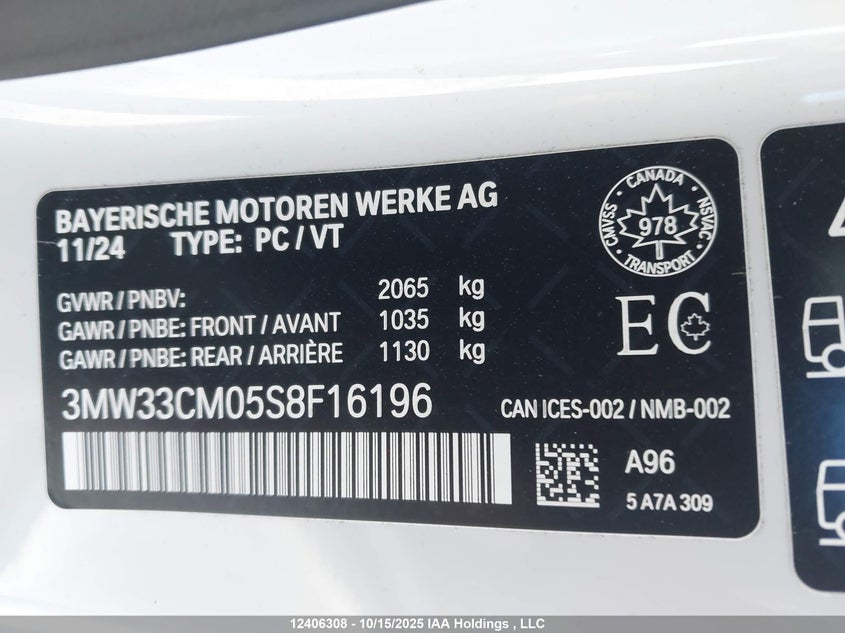 BAYERISCHE MOTOREN WERKE AG
11/24 TYPE: PC / VT
GVWR / PNBV: 2065 kg
GAWR / PNBE: FRONT / AVANT 1035 kg
GAWR / PNBE: REAR / ARRIÈRE 1130 kg
3MW33CM05S8F16196
CANADA
CMVSS
978
NSVAC
TRANSPORT
EC
CAN ICES-002 / NMB-002
A96
5 A7A 309
12406308 - 10/15/2025 IAA Holdings , LLC